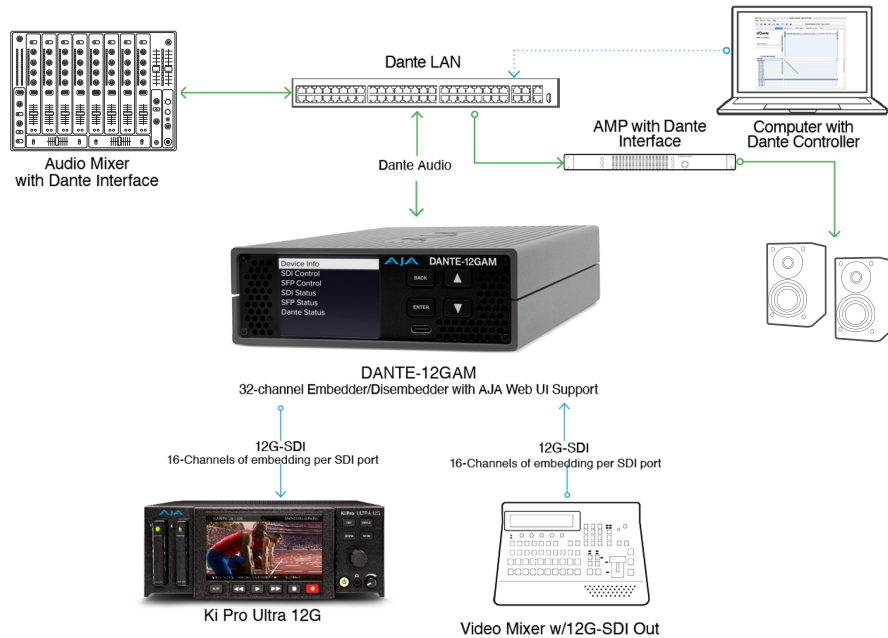 Dante LAN
Audio Mixer
with Dante Interface
Dante Audio
AMP with Dante
Interface
Computer with
Dante Controller
AJA DANTE-12GAM
Device Info
SDI Control
SFP Control
SDI Status
SFP Status
Dante Status
BACK
ENTER
DANTE-12GAM
32-channel Embedder/Disembedder with AJA Web UI Support
12G-SDI
16-Channels of embedding per SDI port
12G-SDI
16-Channels of embedding per SDI port
AJA
Ki Pro ULTRA 12G
Ki Pro Ultra 12G
Video Mixer w/12G-SDI Out